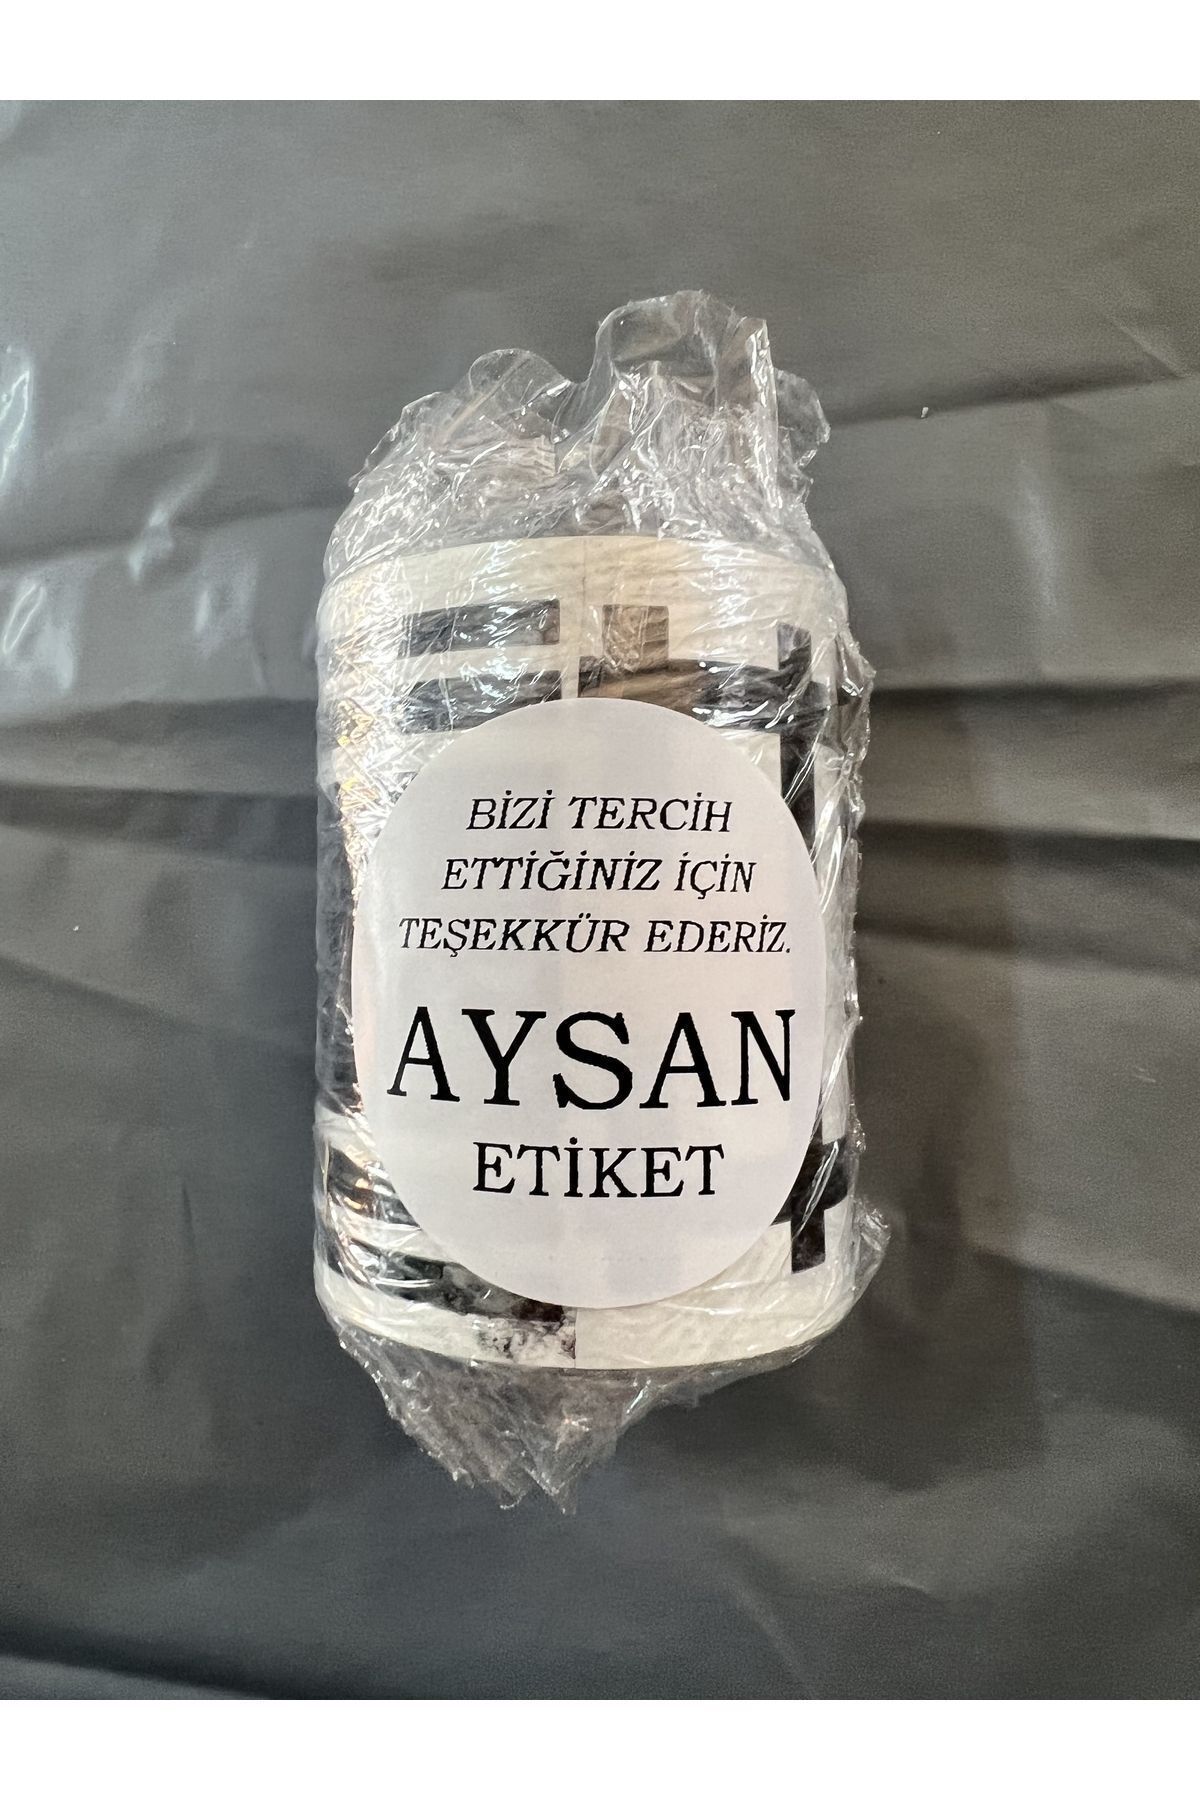 BİZİ TERCİH
ETTİĞİNİZ İÇİN
TEŞEKKÜR EDERİZ.
AYSAN
ETİKET